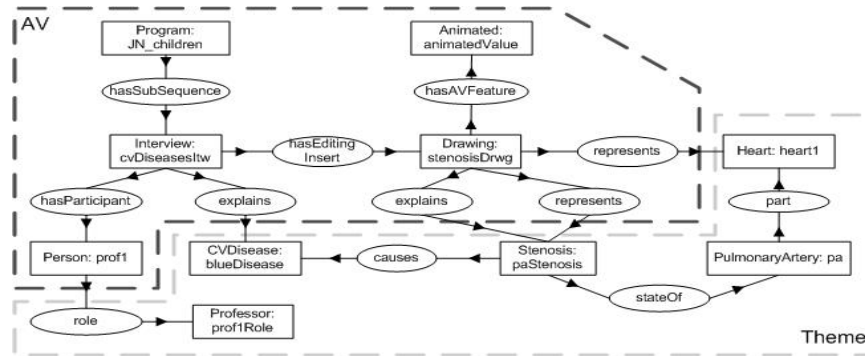 AV
Program:
JN_children
Animated:
animatedValue
hasSubSequence
hasAVFeature
Interview:
cvDiseasesItw
hasEditing
Insert
Drawing:
stenosisDrwg
represents
Heart: heart1
hasParticipant
explains
explains
represents
part
Person: prof1
CVDisease:
blueDisease
causes
Stenosis:
paStenosis
PulmonaryArtery: pa
stateOf
role
Professor:
prof1Role
Theme